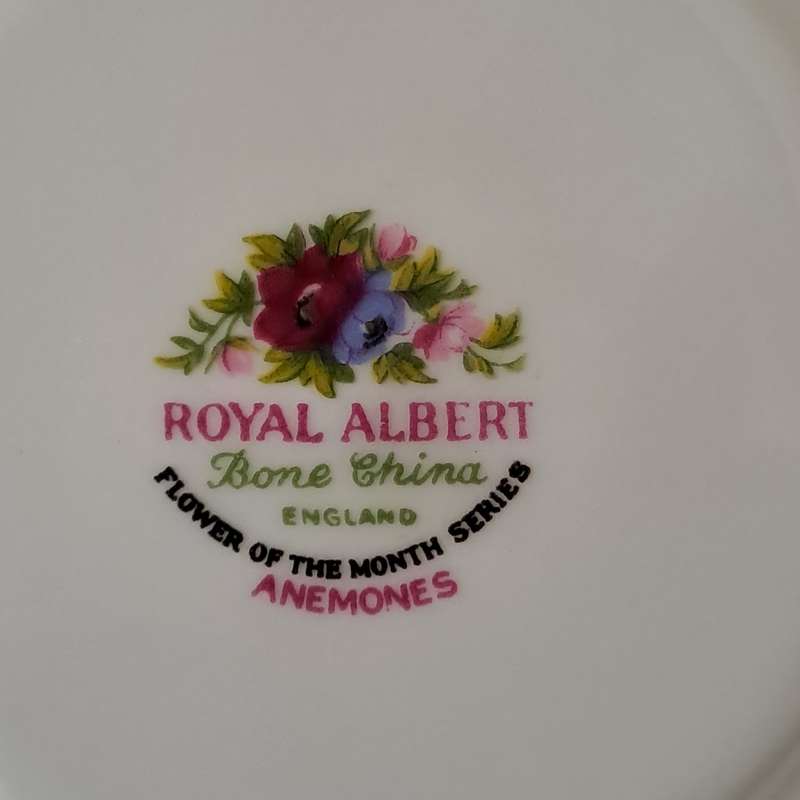 ROYAL ALBERT
Bone China
ENGLAND
FLOWER OF THE MONTH SERIES
ANEMONES